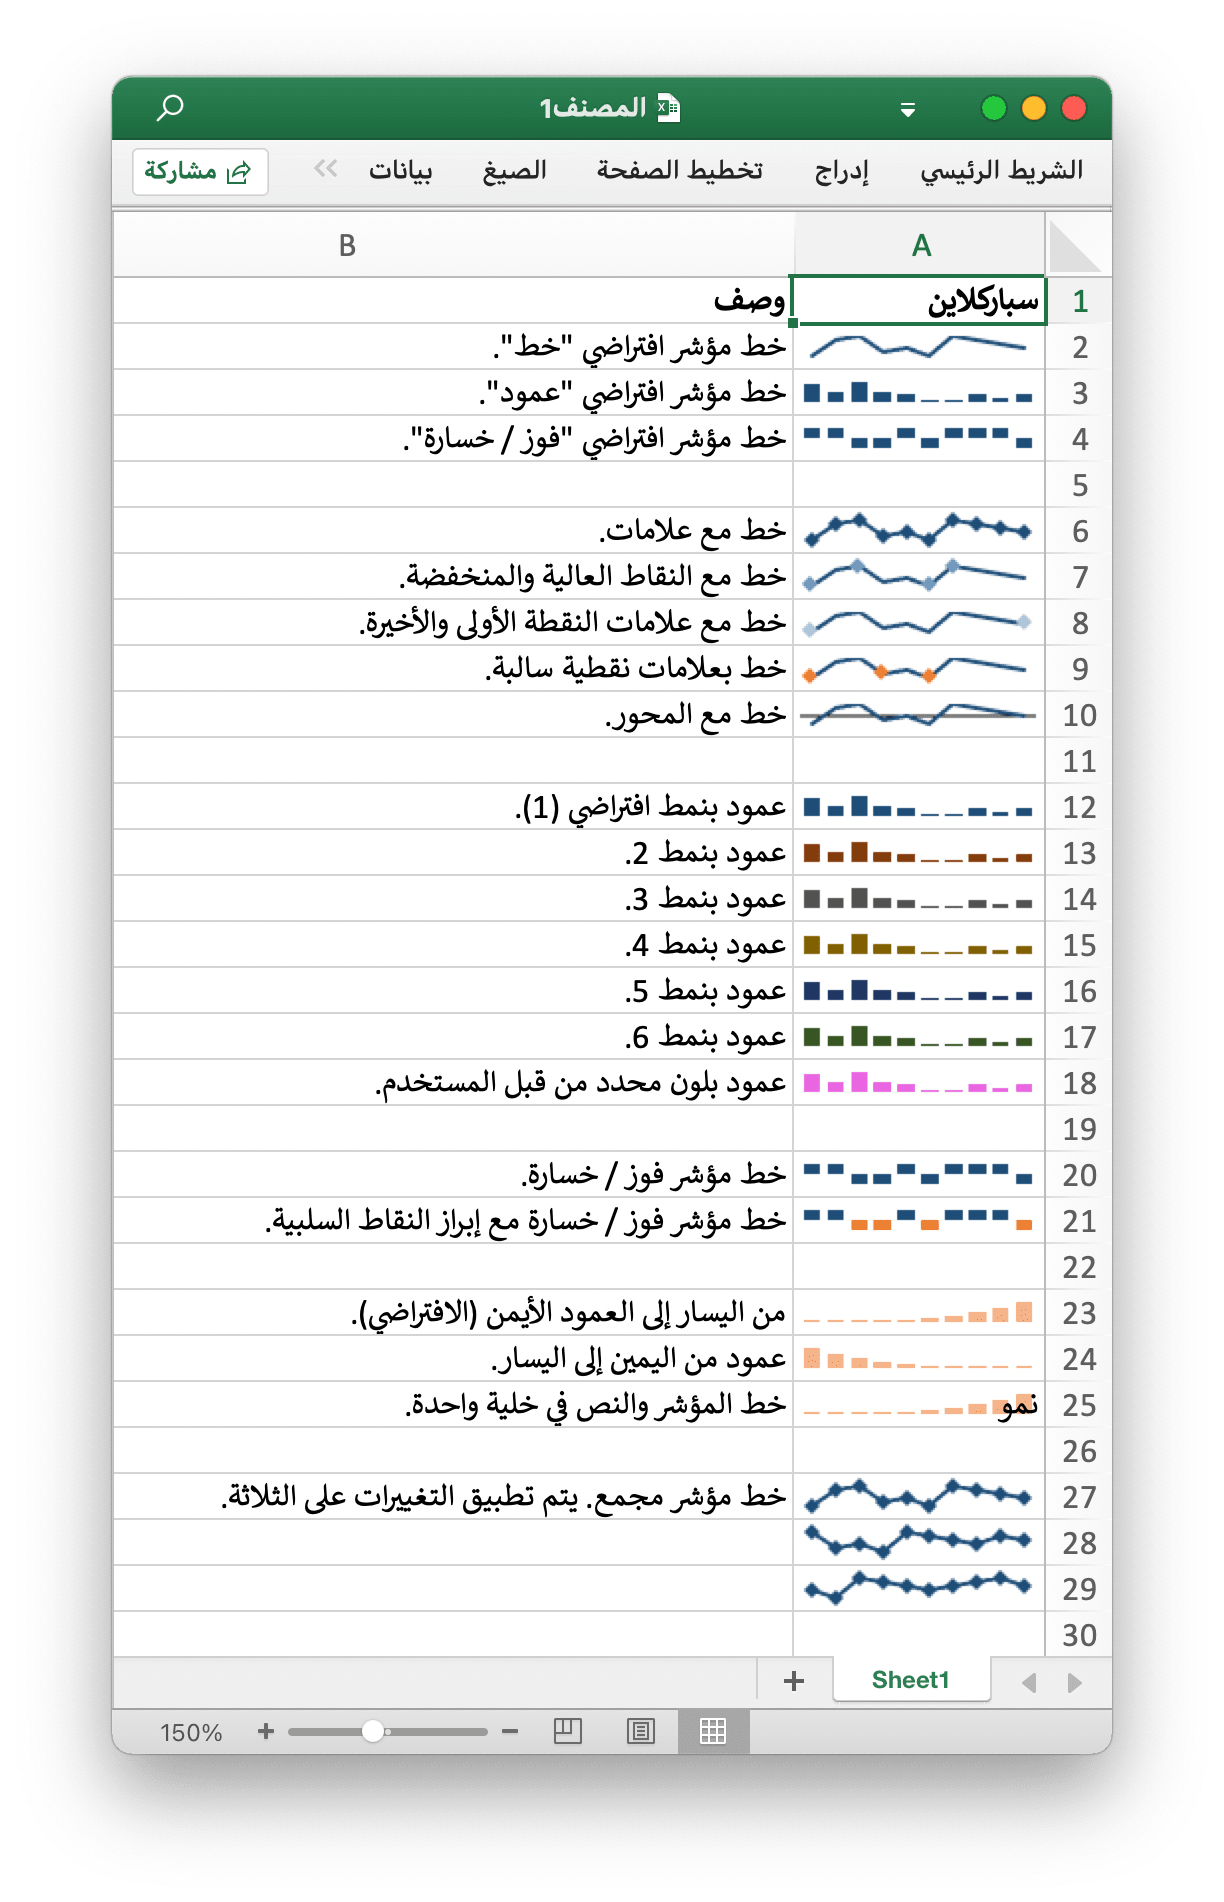 المصنف1
الشريط الرئيسي إدراج تخطيط الصفحة الصيغ بيانات مشاركة
A B
1 سباركلاين وصف
2 خط مؤشر افتراضي "خط".
3 خط مؤشر افتراضي "عمود".
4 خط مؤشر افتراضي "فوز / خسارة".
5
6 خط مع علامات.
7 خط مع النقاط العالية والمنخفضة.
8 خط مع علامات النقطة الأولى والأخيرة.
9 خط بعلامات نقطية سالبة.
10 خط مع المحور.
11
12 عمود بنمط افتراضي (1).
13 عمود بنمط 2.
14 عمود بنمط 3.
15 عمود بنمط 4.
16 عمود بنمط 5.
17 عمود بنمط 6.
18 عمود بلون محدد من قبل المستخدم.
19
20 خط مؤشر فوز / خسارة.
21 خط مؤشر فوز / خسارة مع إبراز النقاط السلبية.
22
23 من اليسار إلى العمود الأيمن (الافتراضي).
24 عمود من اليمين إلى اليسار.
25 نمو خط المؤشر والنص في خلية واحدة.
26
27 خط مؤشر مجمع. يتم تطبيق التغييرات على الثلاثة.
28
29
30
Sheet1
150%